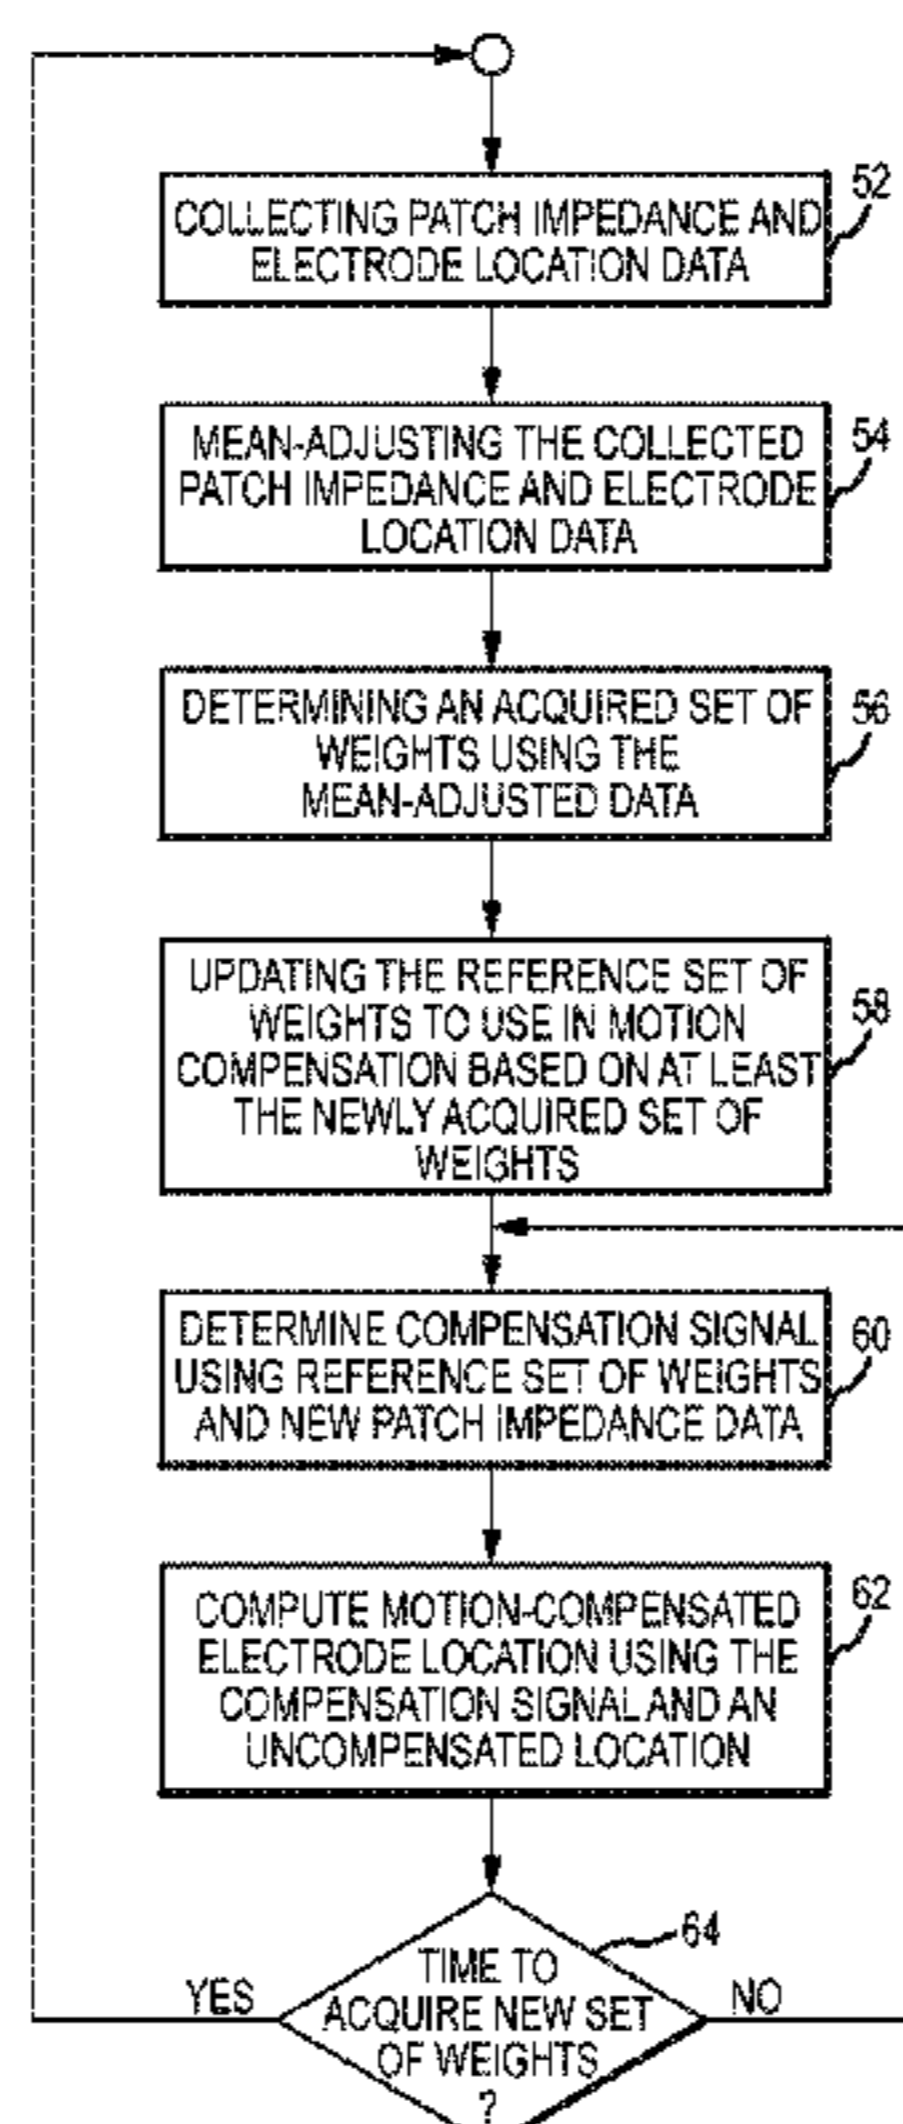 52
COLLECTING PATCH IMPEDANCE AND
ELECTRODE LOCATION DATA
54
MEAN-ADJUSTING THE COLLECTED
PATCH IMPEDANCE AND ELECTRODE
LOCATION DATA
56
DETERMINING AN ACQUIRED SET OF
WEIGHTS USING THE
MEAN-ADJUSTED DATA
58
UPDATING THE REFERENCE SET OF
WEIGHTS TO USE IN MOTION
COMPENSATION BASED ON AT LEAST
THE NEWLY ACQUIRED SET OF
WEIGHTS
60
DETERMINE COMPENSATION SIGNAL
USING REFERENCE SET OF WEIGHTS
AND NEW PATCH IMPEDANCE DATA
62
COMPUTE MOTION-COMPENSATED
ELECTRODE LOCATION USING THE
COMPENSATION SIGNAL AND AN
UNCOMPENSATED LOCATION
64
YES
TIME TO
ACQUIRE NEW SET
OF WEIGHTS
?
NO